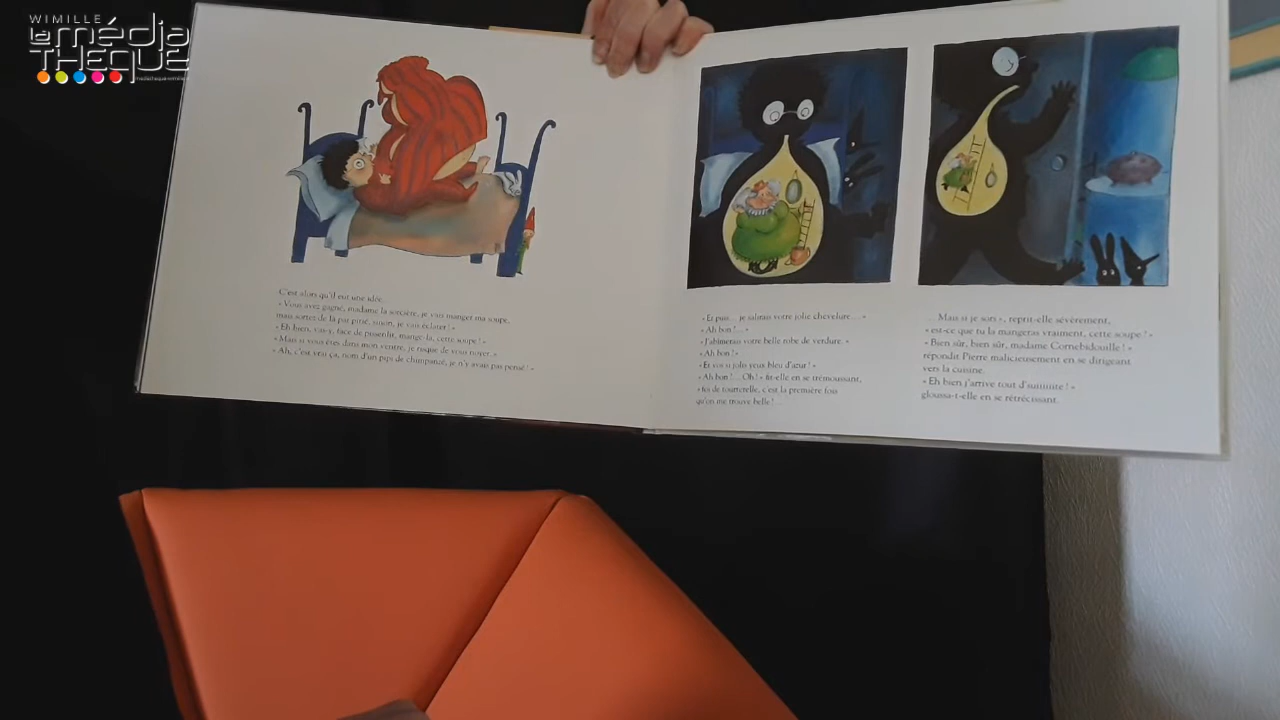 WIMILLE
la médiaTHEQUE
C'est alors qu'il eut une idée.
« Vous avez gagné, madame la sorcière, je vais manger ma soupe,
mais sortez de là par pitié, sinon, je vais éclater ! »
« Eh bien, vas-y, face de pissenlit, mange-la, cette soupe ! »
« Mais si vous êtes dans mon ventre, je risque de vous noyer. »
« Ah, c'est vrai ça, nom d'un pipi de chimpanzé, je n'y avais pas pensé ! »
« Et puis... je salirais votre jolie chevelure... »
« Ah bon !... »
« J'abîmerais votre belle robe de verdure. »
« Ah bon ! »
« Et vos si jolis yeux bleu d'azur ! »
« Ah bon !... Oh ! » fit-elle en se trémoussant,
« foi de tourterelle, c'est la première fois
qu'on me trouve belle !...
Mais si je sors », reprit-elle sévèrement,
« est-ce que tu la mangeras vraiment, cette soupe ? »
« Bien sûr, bien sûr, madame Cornebidouille ! »
répondit Pierre malicieusement en se dirigeant
vers la cuisine.
« Eh bien j'arrive tout d'suiiiiite ! »
gloussa-t-elle en se rétrécissant.